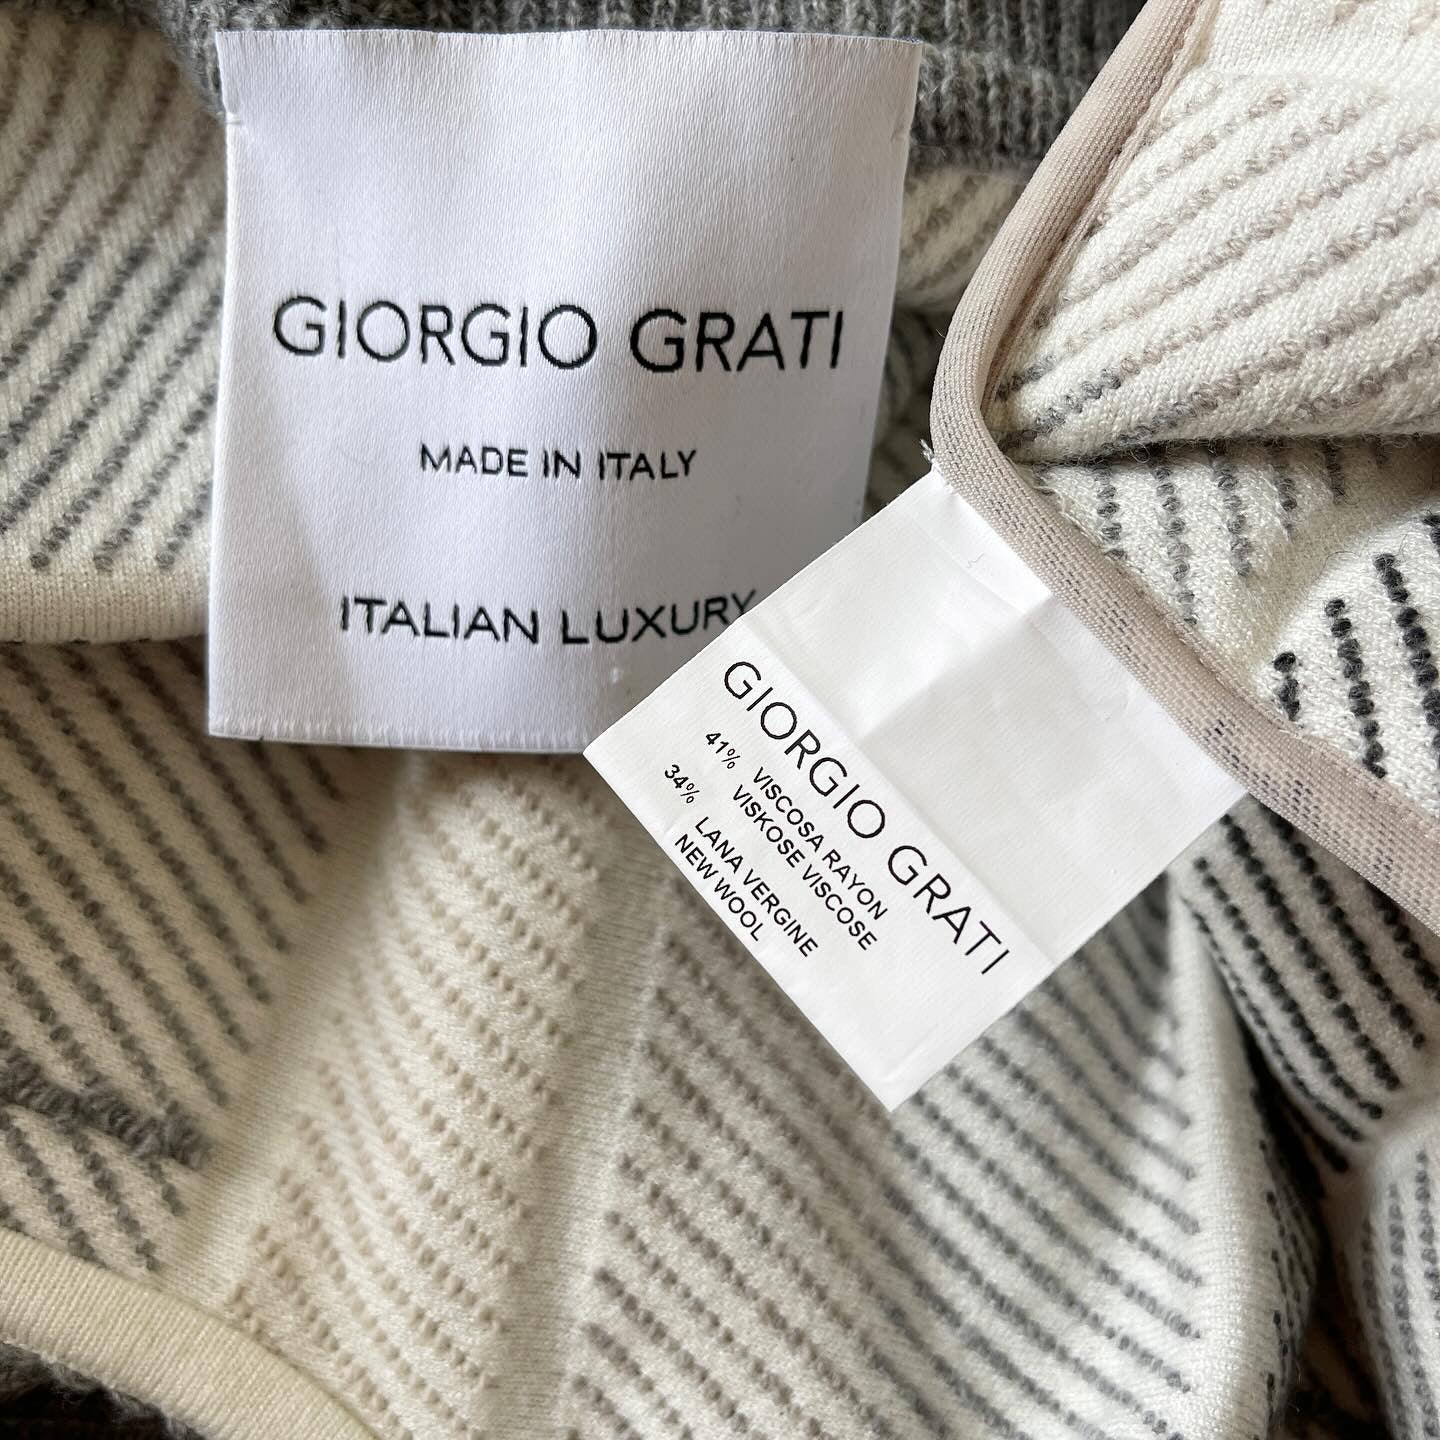 GIORGIO GRATI
MADE IN ITALY
ITALIAN LUXURY
GIORGIO GRATI
41% VISCOSA RAYON
VISKOSE VISCOSE
34% LANA VERGINE
NEW WOOL